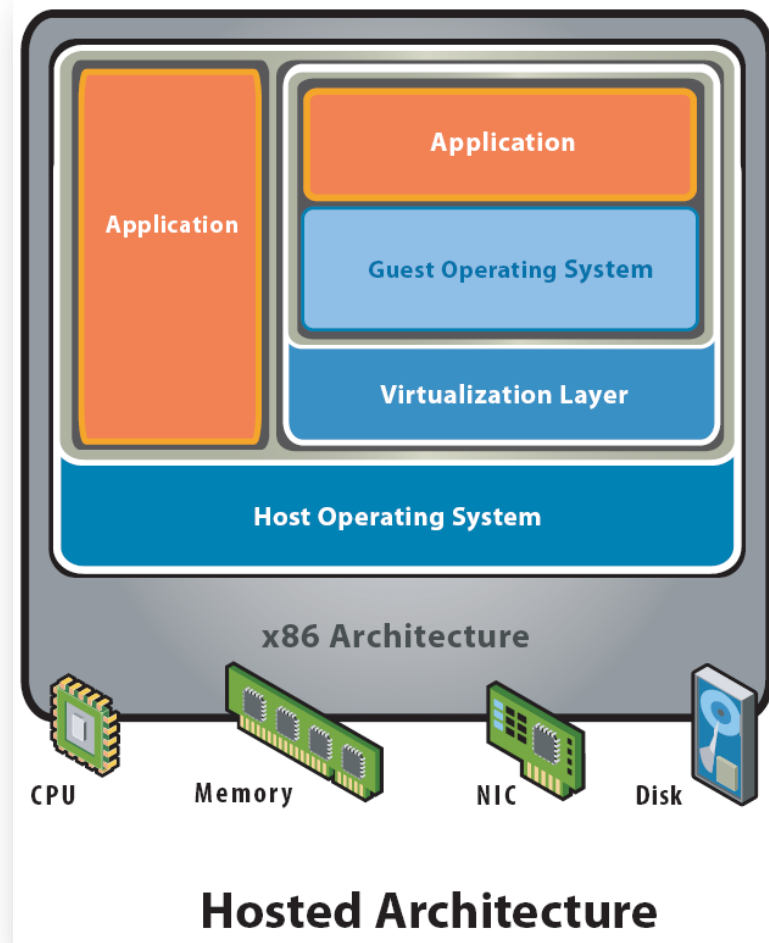 Application
Application
Guest Operating System
Virtualization Layer
Host Operating System
x86 Architecture
CPU
Memory
NIC
Disk
Hosted Architecture